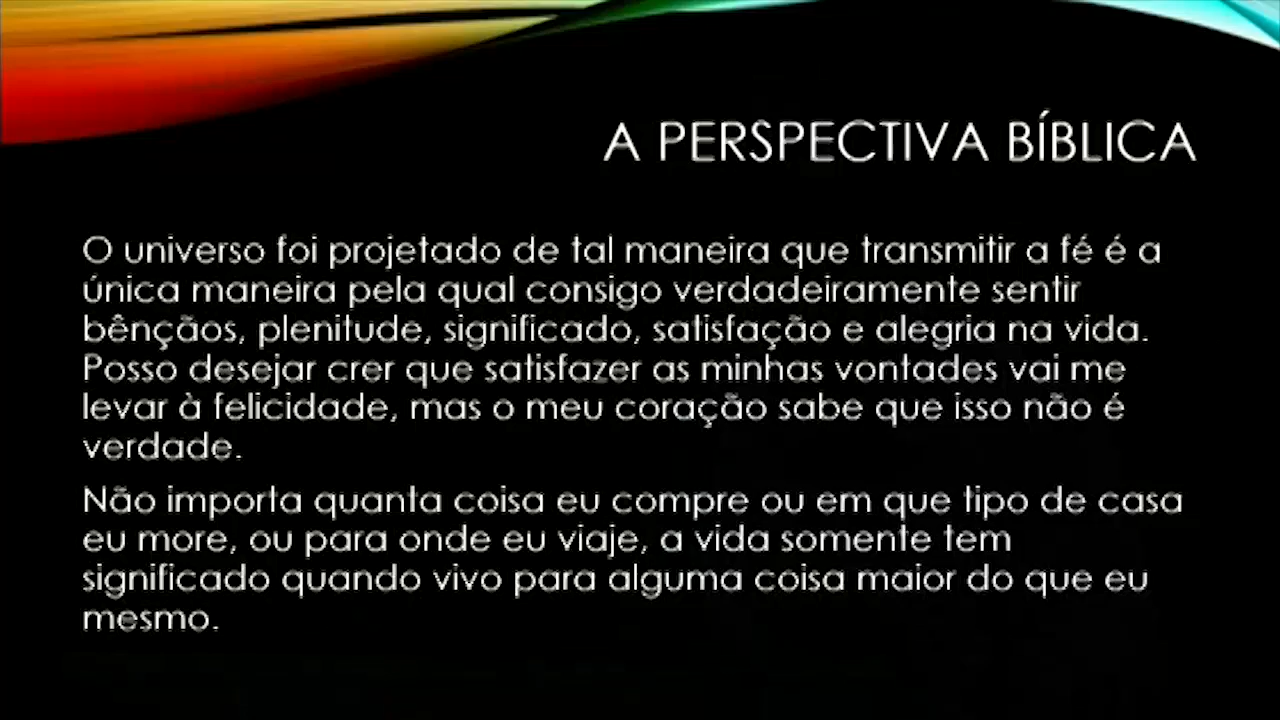 A PERSPECTIVA BÍBLICA
O universo foi projetado de tal maneira que transmitir a fé é a
única maneira pela qual consigo verdadeiramente sentir
bênçãos, plenitude, significado, satisfação e alegria na vida.
Posso desejar crer que satisfazer as minhas vontades vai me
levar à felicidade, mas o meu coração sabe que isso não é
verdade.
Não importa quanta coisa eu compre ou em que tipo de casa
eu more, ou para onde eu viaje, a vida somente tem
significado quando vivo para alguma coisa maior do que eu
mesmo.